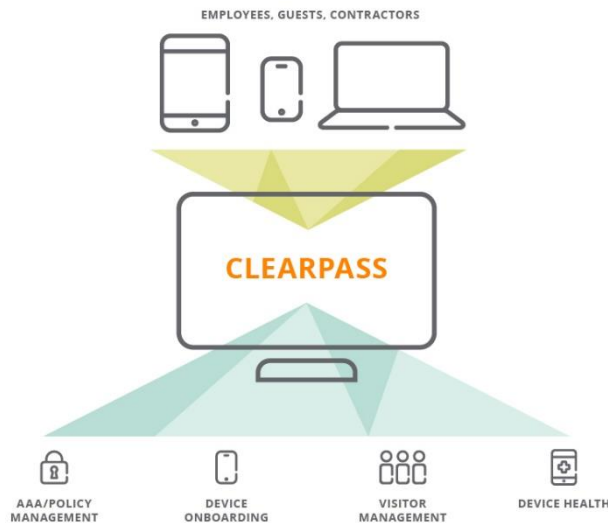 EMPLOYEES, GUESTS, CONTRACTORS
CLEARPASS
AAA/POLICY
MANAGEMENT
DEVICE
ONBOARDING
VISITOR
MANAGEMENT
DEVICE HEALTH